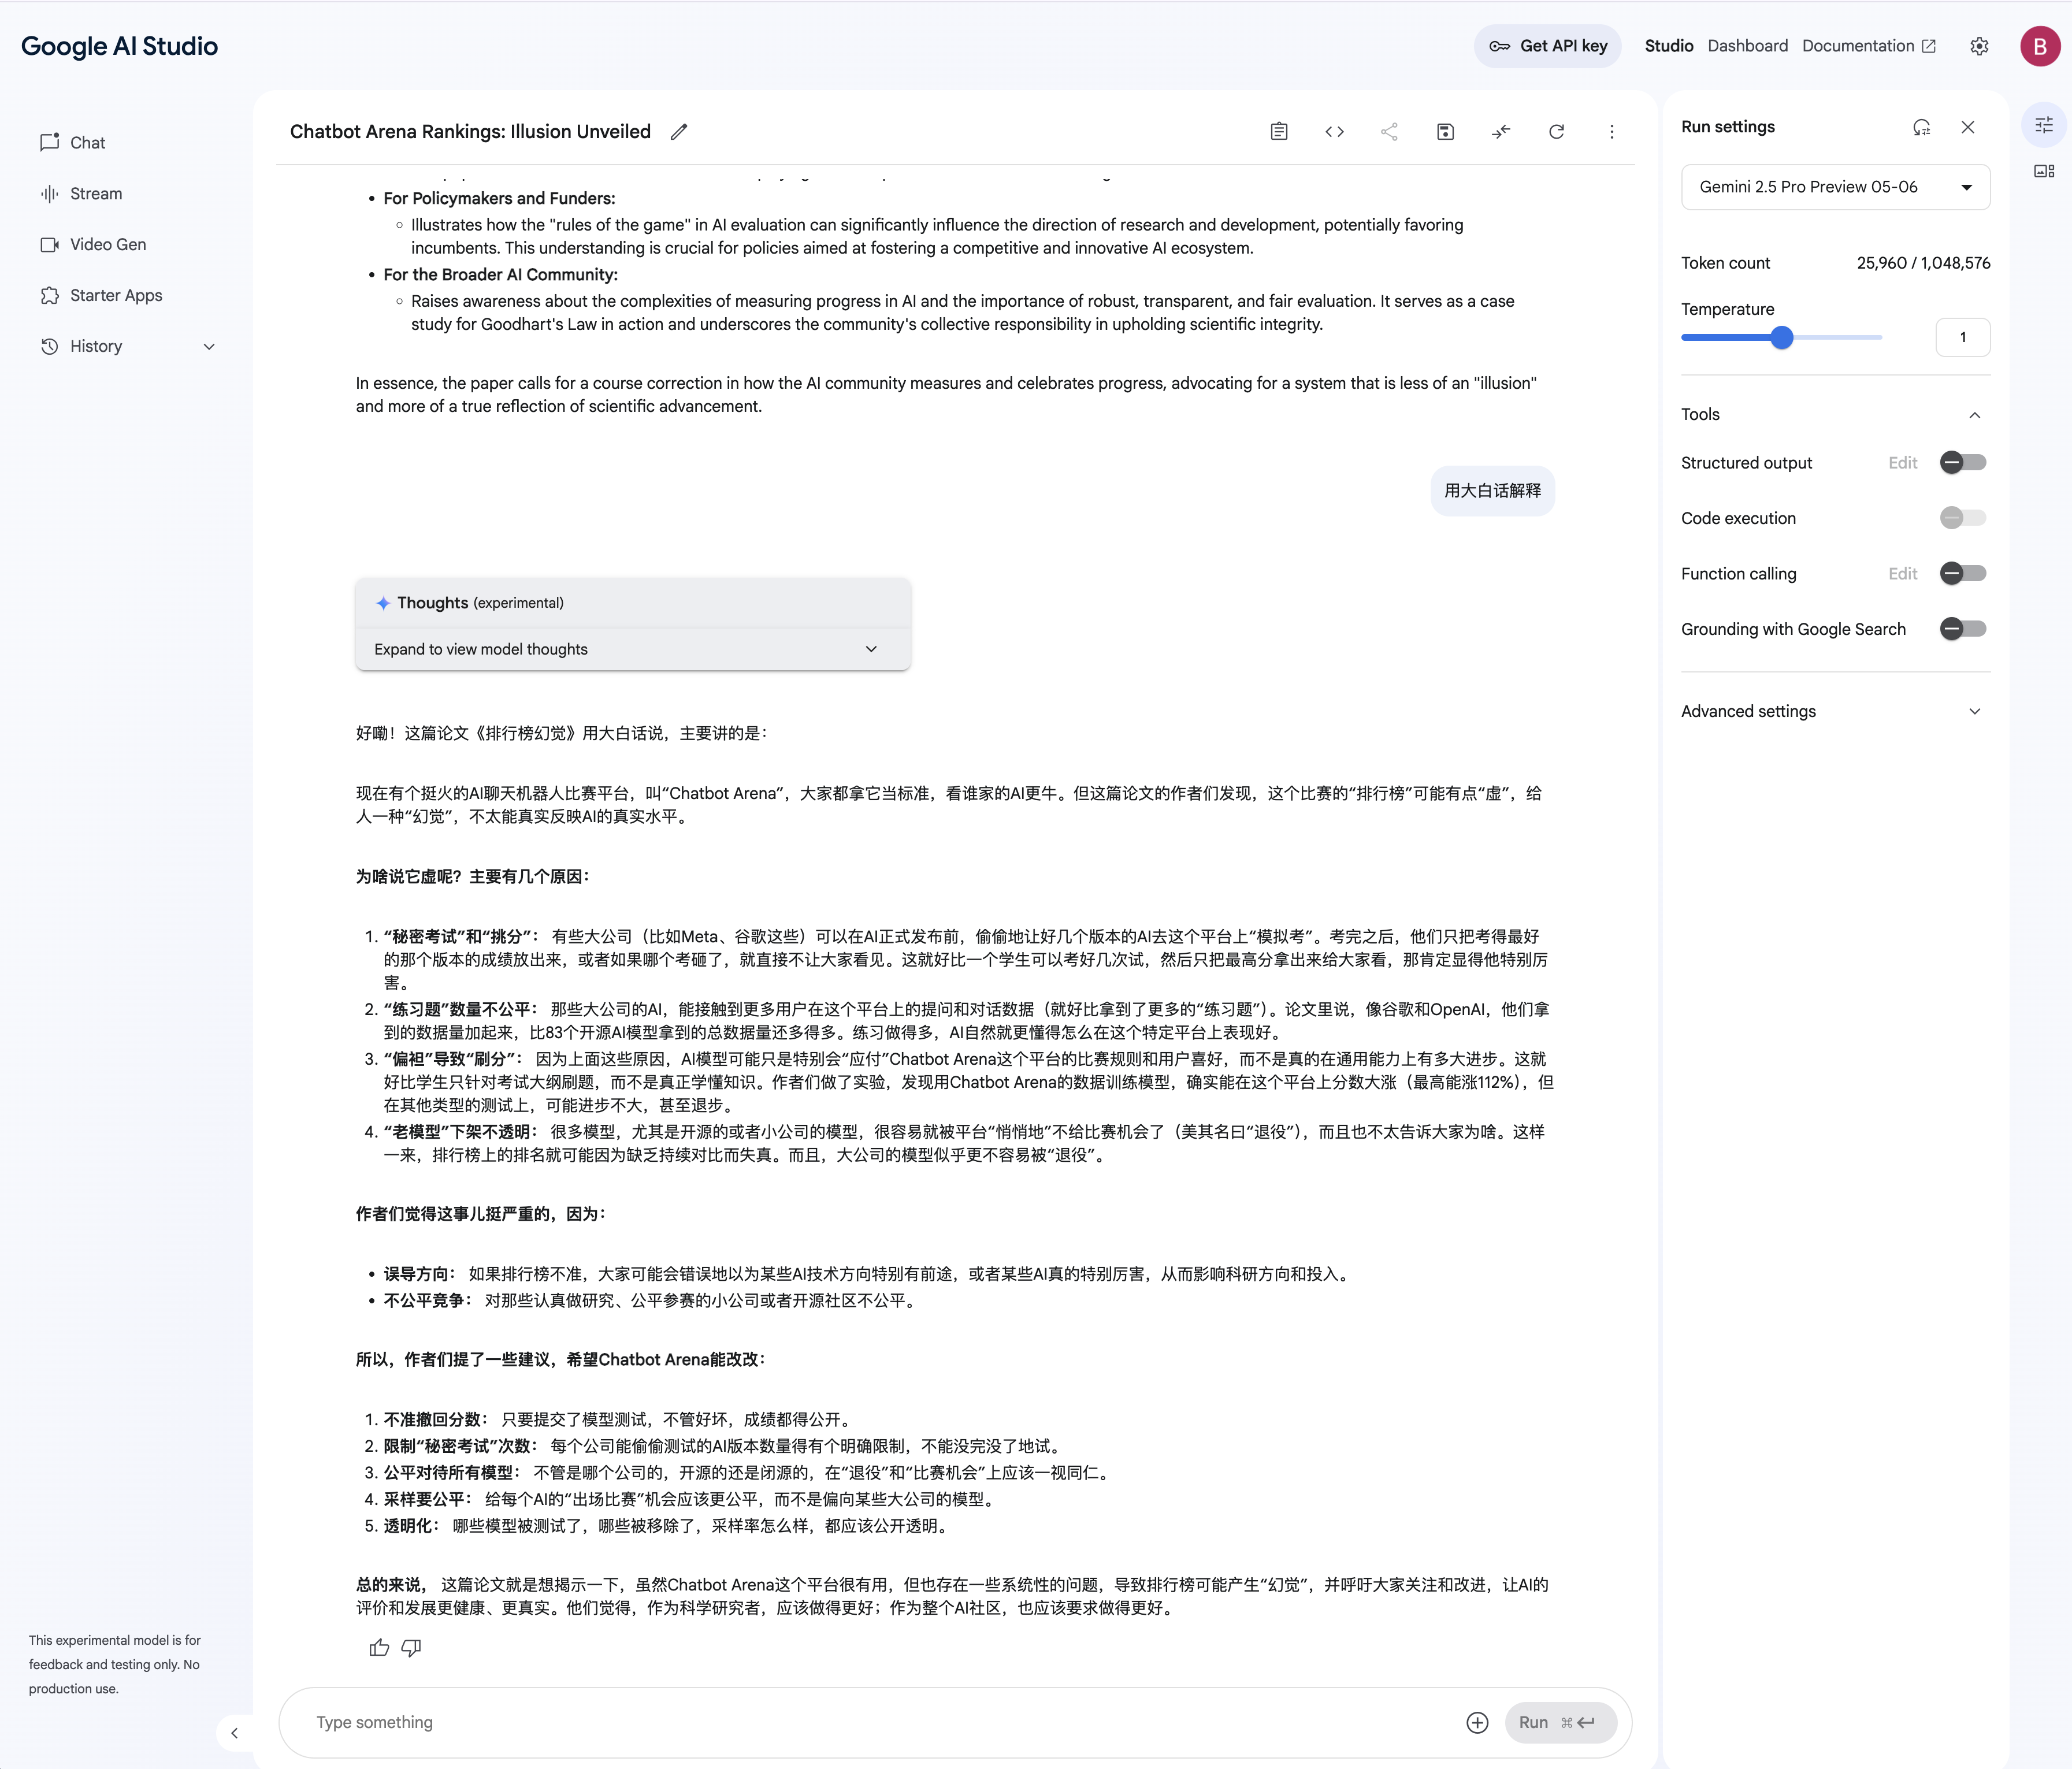 Google AI Studio
Get API key
Studio
Dashboard
Documentation
B
Chat
Stream
Video Gen
Starter Apps
History
This experimental model is for
feedback and testing only. No
production use.
Chatbot Arena Rankings: Illusion Unveiled
• For Policymakers and Funders:
○ Illustrates how the "rules of the game" in AI evaluation can significantly influence the direction of research and development, potentially favoring
incumbents. This understanding is crucial for policies aimed at fostering a competitive and innovative AI ecosystem.
• For the Broader AI Community:
○ Raises awareness about the complexities of measuring progress in AI and the importance of robust, transparent, and fair evaluation. It serves as a case
study for Goodhart's Law in action and underscores the community's collective responsibility in upholding scientific integrity.
In essence, the paper calls for a course correction in how the AI community measures and celebrates progress, advocating for a system that is less of an "illusion"
and more of a true reflection of scientific advancement.
用大白话解释
Thoughts (experimental)
Expand to view model thoughts
好嘞！这篇论文《排行榜幻觉》用大白话说，主要讲的是：
现在有个挺火的AI聊天机器人比赛平台，叫“Chatbot Arena”，大家都拿它当标准，看谁家的AI更牛。但这篇论文的作者们发现，这个比赛的“排行榜”可能有点“虚”，给
人一种“幻觉”，不太能真实反映AI的真实水平。
为啥说它虚呢？主要有几个原因：
1. “秘密考试”和“挑分”： 有些大公司（比如Meta、谷歌这些）可以在AI正式发布前，偷偷地让好几个版本的AI去这个平台上“模拟考”。考完之后，他们只把考得最好
的那个版本的成绩放出来，或者如果哪个考砸了，就直接不让大家看见。这就好比一个学生可以考好几次试，然后只把最高分拿出来给大家看，那肯定显得他特别厉
害。
2. “练习题”数量不公平： 那些大公司的AI，能接触到更多用户在这个平台上的提问和对话数据（就好比拿到了更多的“练习题”）。论文里说，像谷歌和OpenAI，他们拿
到的数据量加起来，比83个开源AI模型拿到的总数据量还多得多。练习做得多，AI自然就更懂得怎么在这个特定平台上表现好。
3. “偏袒”导致“刷分”： 因为上面这些原因，AI模型可能只是特别会“应付”Chatbot Arena这个平台的比赛规则和用户喜好，而不是真的在通用能力上有多大进步。这就
好比学生只针对考试大纲刷题，而不是真正学懂知识。作者们做了实验，发现用Chatbot Arena的数据训练模型，确实能在这个平台上分数大涨（最高能涨112%），但
在其他类型的测试上，可能进步不大，甚至退步。
4. “老模型”下架不透明： 很多模型，尤其是开源的或者小公司的模型，很容易就被平台“悄悄地”不给比赛机会了（美其名曰“退役”），而且也不太告诉大家为啥。这样
一来，排行榜上的排名就可能因为缺乏持续对比而失真。而且，大公司的模型似乎更不容易被“退役”。
作者们觉得这事儿挺严重的，因为：
• 误导方向： 如果排行榜不准，大家可能会错误地以为某些AI技术方向特别有前途，或者某些AI真的特别厉害，从而影响科研方向和投入。
• 不公平竞争： 对那些认真做研究、公平参赛的小公司或者开源社区不公平。
所以，作者们提了一些建议，希望Chatbot Arena能改改：
1. 不准撤回分数： 只要提交了模型测试，不管好坏，成绩都得公开。
2. 限制“秘密考试”次数： 每个公司能偷偷测试的AI版本数量得有个明确限制，不能没完没了地试。
3. 公平对待所有模型： 不管是哪个公司的，开源的还是闭源的，在“退役”和“比赛机会”上应该一视同仁。
4. 采样要公平： 给每个AI的“出场比赛”机会应该更公平，而不是偏向某些大公司的模型。
5. 透明化： 哪些模型被测试了，哪些被移除了，采样率怎么样，都应该公开透明。
总的来说， 这篇论文就是想揭示一下，虽然Chatbot Arena这个平台很有用，但也存在一些系统性的问题，导致排行榜可能产生“幻觉”，并呼吁大家关注和改进，让AI的
评价和发展更健康、更真实。他们觉得，作为科学研究者，应该做得更好；作为整个AI社区，也应该要求做得更好。
Type something
Run ⌘
Run settings
Gemini 2.5 Pro Preview 05-06
Token count 25,960 / 1,048,576
Temperature
1
Tools
Structured output Edit
Code execution
Function calling Edit
Grounding with Google Search
Advanced settings